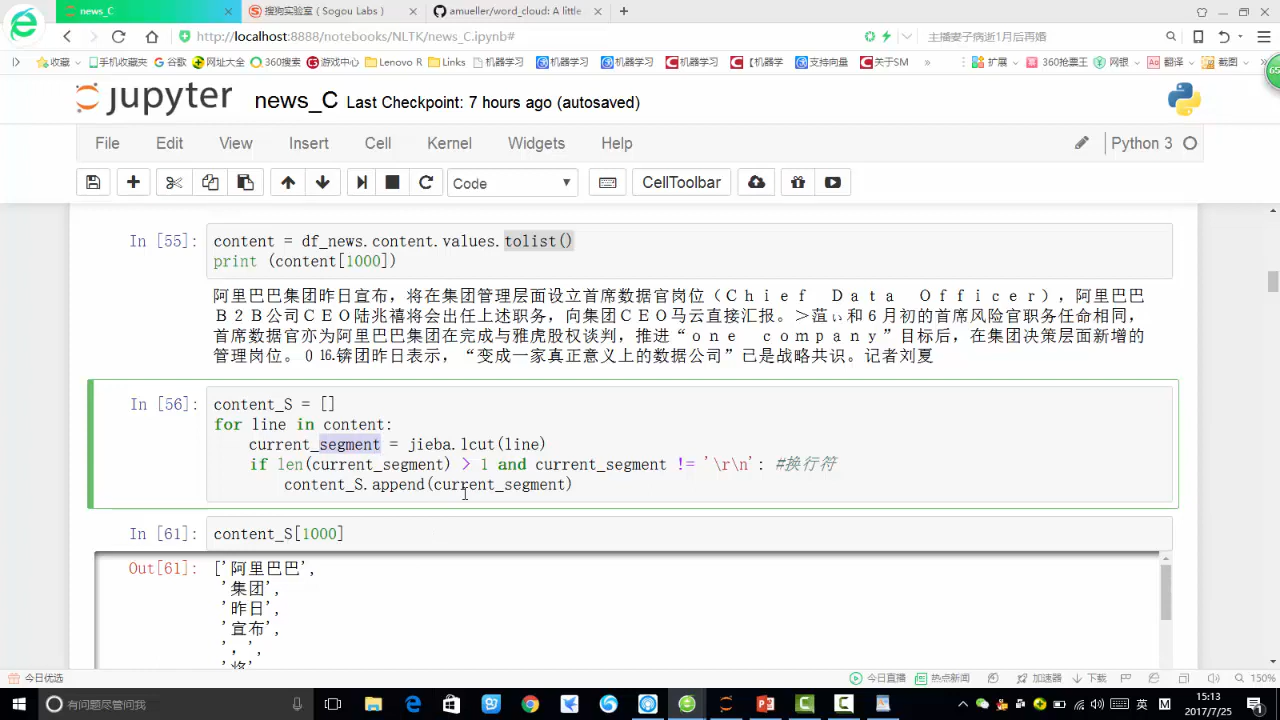 news_C
搜狗实验室 ( Sogou Labs )
amueller/word_cloud: A little
http://localhost:8888/notebooks/NLTK/news_C.ipynb#
主播妻子病逝1月后再婚
收藏
手机收藏夹
谷歌
网址大全
360搜索
游戏中心
Lenovo R
Links
机器学习
机器学习
机器学习
机器学习
【机器学
支持向量
关于SM
»
扩展
360抢票王
网银
翻译
截图
»
65
jupyter news_C Last Checkpoint: 7 hours ago (autosaved)
File Edit View Insert Cell Kernel Widgets Help Python 3
Code CellToolbar
In [55]: content = df_news.content.values.tolist()
print (content[1000])
阿里巴巴集团昨日宣布，将在集团管理层面设立首席数据官岗位（Ｃｈｉｅｆ　Ｄａｔａ　Ｏｆｆｉｃｅｒ），阿里巴巴
Ｂ２Ｂ公司ＣＥＯ陆兆禧将会出任上述职务，向集团ＣＥＯ马云直接汇报。＞菹ぃ和６月初的首席风险官职务任命相同，
首席数据官亦为阿里巴巴集团在完成与雅虎股权谈判，推进“ｏｎｅ　ｃｏｍｐａｎｙ”目标后，在集团决策层面新增的
管理岗位。０⒗锛团昨日表示，“变成一家真正意义上的数据公司”已是战略共识。记者刘夏
In [56]: content_S = []
for line in content:
current_segment = jieba.lcut(line)
if len(current_segment) > 1 and current_segment != '\r\n': #换行符
content_S.append(current_segment)
In [61]: content_S[1000]
Out[61]: ['阿里巴巴',
'集团',
'昨日',
'宣布',
'，',
'将'
今日优选
今日直播
热点新闻
加速器
下载
150%
有问题尽管问我
英
15:13
2017/7/25